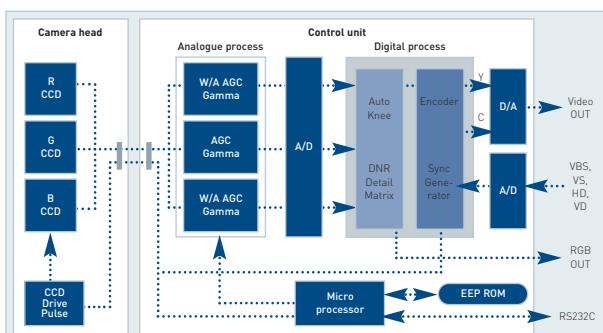 Camera head
Control unit
Analogue process
Digital process
R
CCD
G
CCD
B
CCD
CCD
Drive
Pulse
W/A AGC
Gamma
AGC
Gamma
W/A AGC
Gamma
A/D
Auto
Knee
DNR
Detail
Matrix
Encoder
Sync
Gene-
rator
Y
C
D/A
A/D
Video
OUT
VBS,
VS,
HD,
VD
RGB
OUT
Micro
processor
EEP ROM
RS232C